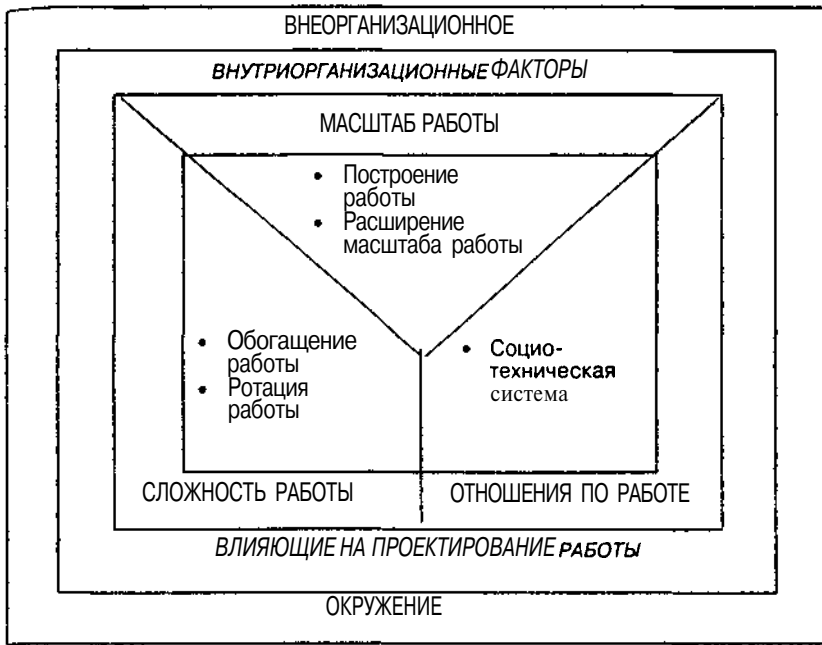 ВНЕОРГАНИЗАЦИОННОЕ
ВНУТРИОРГАНИЗАЦИОННЫЕ ФАКТОРЫ
МАСШТАБ РАБОТЫ
• Построение
работы
• Расширение
масштаба работы
• Обогащение
работы
• Ротация
работы
• Социо-
техническая
система
СЛОЖНОСТЬ РАБОТЫ
ОТНОШЕНИЯ ПО РАБОТЕ
ВЛИЯЮЩИЕ НА ПРОЕКТИРОВАНИЕ РАБОТЫ
ОКРУЖЕНИЕ